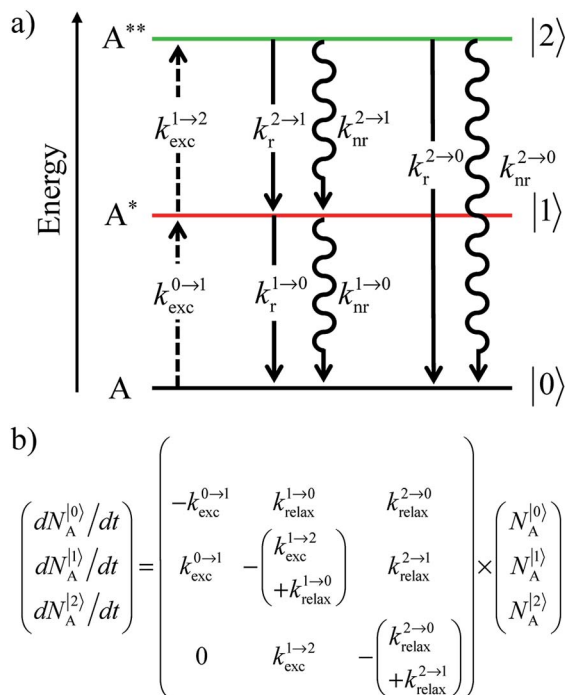 a)
A** |2⟩
k_exc^{1→2} k_r^{2→1} k_nr^{2→1} k_r^{2→0} k_nr^{2→0}
Energy
A* |1⟩
k_exc^{0→1} k_r^{1→0} k_nr^{1→0}
A |0⟩
b)
(dN_A^{|0⟩}/dt) = (−k_exc^{0→1} k_relax^{1→0} k_relax^{2→0}) × (N_A^{|0⟩})
(dN_A^{|1⟩}/dt) (k_exc^{0→1} −(k_exc^{1→2} +k_relax^{1→0}) k_relax^{2→1}) (N_A^{|1⟩})
(dN_A^{|2⟩}/dt) (0 k_exc^{1→2} −(k_relax^{2→0} +k_relax^{2→1})) (N_A^{|2⟩})